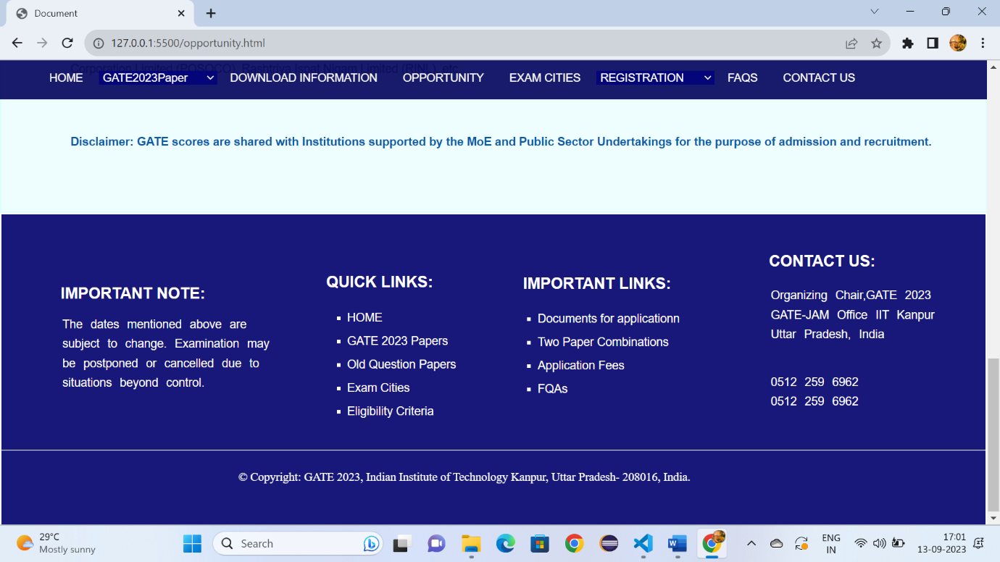 Document
127.0.0.1:5500/opportunity.html
Corporation Limited (POSOCO), Rashtriya Ispat Nigam Limited (RINL), etc.
HOME GATE2023Paper DOWNLOAD INFORMATION OPPORTUNITY EXAM CITIES REGISTRATION FAQS CONTACT US
Disclaimer: GATE scores are shared with Institutions supported by the MoE and Public Sector Undertakings for the purpose of admission and recruitment.
IMPORTANT NOTE:
The dates mentioned above are
subject to change. Examination may
be postponed or cancelled due to
situations beyond control.
QUICK LINKS:
HOME
GATE 2023 Papers
Old Question Papers
Exam Cities
Eligibility Criteria
IMPORTANT LINKS:
Documents for applicationn
Two Paper Combinations
Application Fees
FQAs
CONTACT US:
Organizing Chair,GATE 2023
GATE-JAM Office IIT Kanpur
Uttar Pradesh, India
0512 259 6962
0512 259 6962
© Copyright: GATE 2023, Indian Institute of Technology Kanpur, Uttar Pradesh- 208016, India.
29°C
Mostly sunny
Search
ENG
IN
17:01
13-09-2023